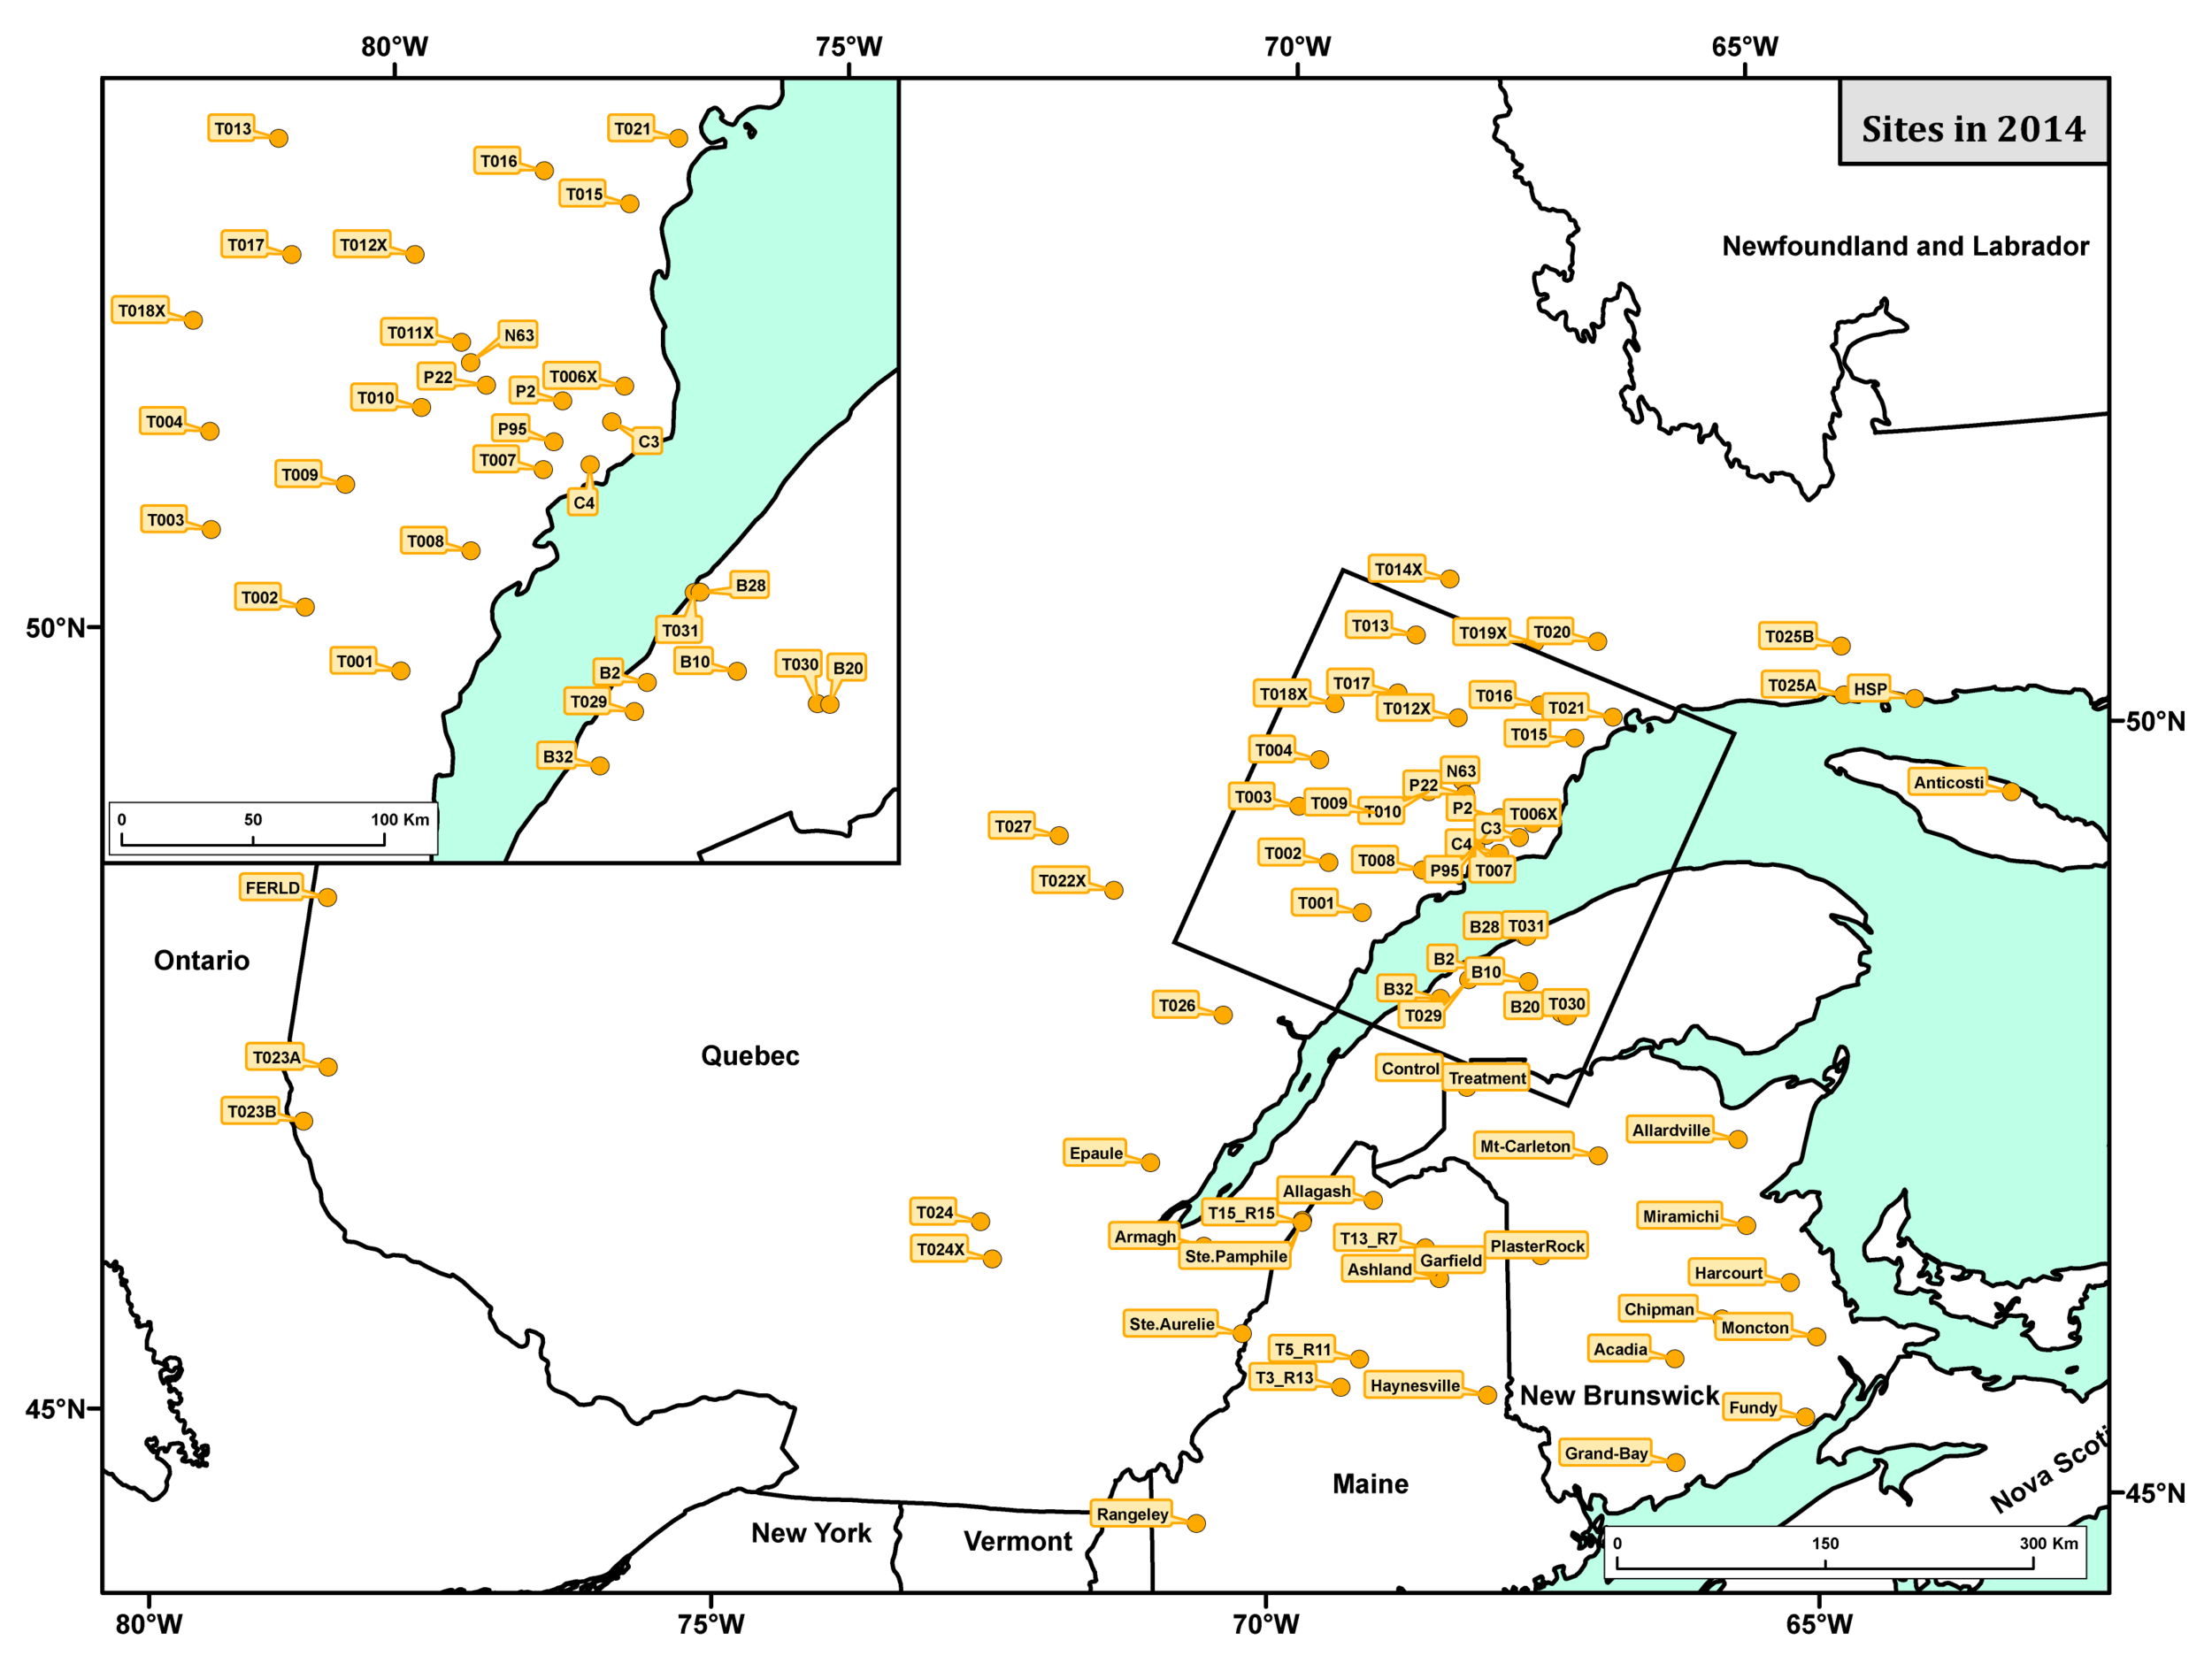 80°W 75°W 70°W 65°W
Sites in 2014
T013
T021
T016
T015
T017
T012X
T018X
T011X
N63
P22
P2
T006X
T010
T004
P95
C3
T007
T009
C4
T003
T008
T002
B28
T031
T001
B2
B10
T030
B20
T029
B32
0 50 100 Km
50°N
Newfoundland and Labrador
T014X
T013
T019X
T020
T025B
T018X
T017
T012X
T016
T021
T025A
HSP
50°N
T015
T004
N63
P22
Anticosti
T003
T009
T010
P2
T006X
C3
T027
C4
T002
T008
P95
T007
T022X
T001
FERLD
B28
T031
Ontario
B2
B10
B32
T029
B20
T030
T026
Quebec
T023A
Control
Treatment
T023B
Allardville
Mt-Carleton
Epaule
Allagash
T024
T15_R15
Miramichi
Armagh
T13_R7
PlasterRock
T024X
Ste.Pamphile
Ashland
Garfield
Harcourt
Chipman
Ste.Aurelie
Moncton
T5_R11
Acadia
T3_R13
Haynesville
New Brunswick
Fundy
45°N
Grand-Bay
Maine
Nova Scoti
45°N
Rangeley
New York
Vermont
0 150 300 Km
80°W 75°W 70°W 65°W